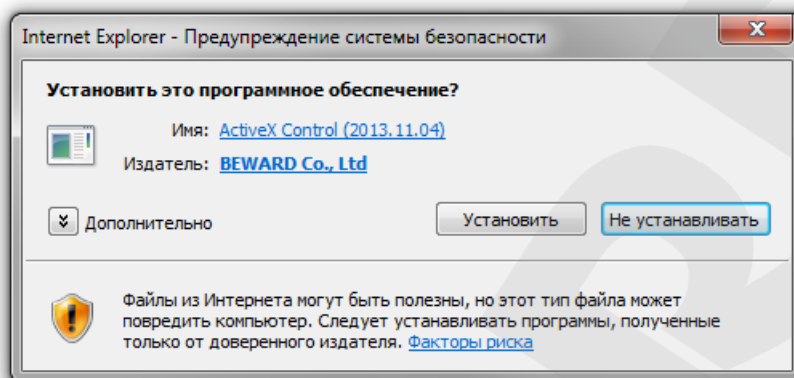 Internet Explorer - Предупреждение системы безопасности
Установить это программное обеспечение?
Имя: ActiveX Control (2013.11.04)
Издатель: BEWARD Co., Ltd
Дополнительно
Установить
Не устанавливать
Файлы из Интернета могут быть полезны, но этот тип файла может
повредить компьютер. Следует устанавливать программы, полученные
только от доверенного издателя. Факторы риска